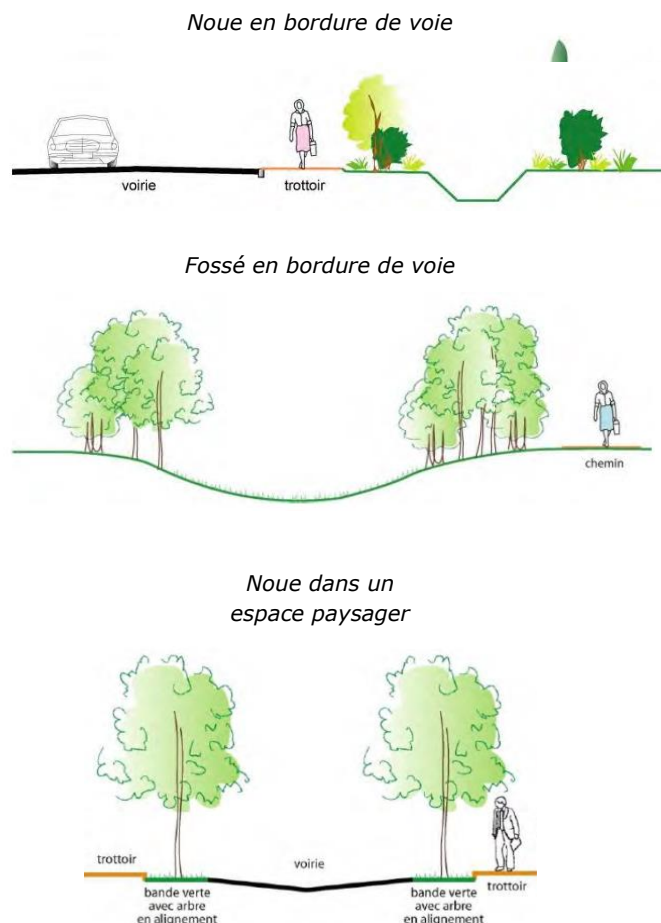 Noue en bordure de voie
voirie
trottoir
Fossé en bordure de voie
chemin
Noue dans un
espace paysager
trottoir
voirie
bande verte
avec arbre
en alignement
bande verte
avec arbre
en alignement
trottoir